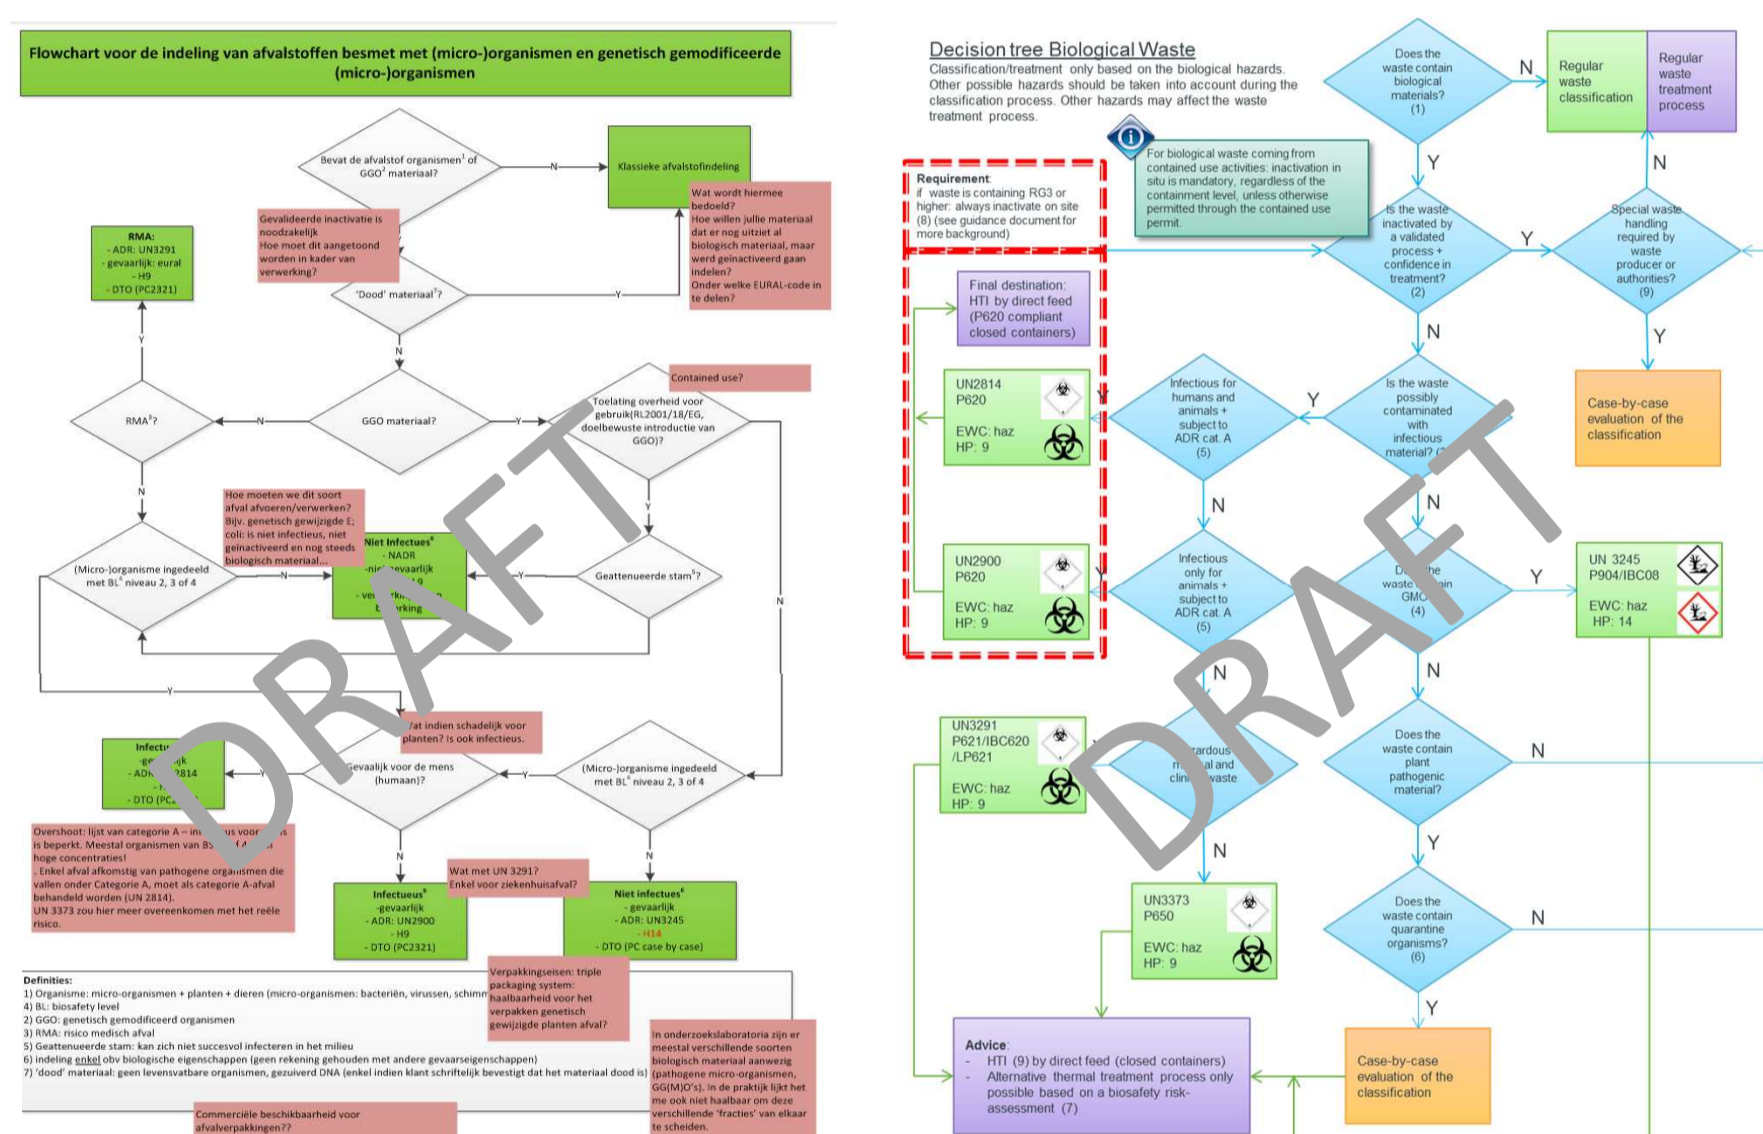 Flowchart voor de indeling van afvalstoffen besmet met (micro-)organismen en genetisch gemodificeerde
(micro-)organismen
Bevat de afvalstof organismen¹ of
GGO² materiaal?
N
Klassieke afvalstofindeling
Wat wordt hiermee
bedoeld?
Hoe willen jullie materiaal
dat er nog uitziet al
biologisch materiaal, maar
werd geïnactiveerd gaan
indelen?
Onder welke EURAL-code in
te delen?
Gevalideerde inactivatie is
noodzakelijk
Hoe moet dit aangetoond
worden in kader van
verwerking?
'Dood' materiaal⁷?
Y
N
RMA:
- ADR: UN3291
- gevaarlijk: eural
- H9
- DTO (PC2321)
Y
RMA³?
N
GGO materiaal?
Y
Contained use?
Toelating overheid voor
gebruik(RL2001/18/EG,
doelbewuste introductie van
GGO)?
N
Y
N
Hoe moeten we dit soort
afval afvoeren/verwerken?
Bijv. genetisch gewijzigde E;
coli: is niet infectieus, niet
geïnactiveerd en nog steeds
biologisch materiaal...
(Micro-)organisme ingedeeld
met BL⁴ niveau 2, 3 of 4
N
Niet Infectues⁶
- NADR
Y
Geattenueerde stam⁵?
Y
indien schadelijk voor
planten? Is ook infectieus.
Gevaalijk voor de mens
(humaan)?
Y
(Micro-)organisme ingedeeld
met BL⁴ niveau 2, 3 of 4
Y
- DTO
N
N
Overshoot: lijst van categorie A –
is beperkt. Meestal organismen van
hoge concentraties!
. Enkel afval afkomstig van pathogene organismen die
vallen onder Categorie A, moet als categorie A-afval
behandeld worden (UN 2814).
UN 3373 zou hier meer overeenkomen met het reële
risico.
Wat met UN 3291?
Enkel voor ziekenhuisafval?
Infectueus⁶
-gevaarlijk
- ADR: UN2900
- H9
- DTO (PC2321)
Niet infectues⁶
- gevaarlijk
- ADR: UN3245
- H14
- DTO (PC case by case)
Verpakkingseisen: triple
packaging system:
haalbaarheid voor het
verpakken genetisch
gewijzigde planten afval?
Definities:
1) Organisme: micro-organismen + planten + dieren (micro-organismen: bacteriën, virussen, schimm
4) BL: biosafety level
2) GGO: genetisch gemodificeerd organismen
3) RMA: risico medisch afval
5) Geattenueerde stam: kan zich niet succesvol infecteren in het milieu
6) indeling enkel obv biologische eigenschappen (geen rekening gehouden met andere gevaarseigenschappen)
7) 'dood' materiaal: geen levensvatbare organismen, gezuiverd DNA (enkel indien klant schriftelijk bevestigt dat het materiaal dood is)
In onderzoekslaboratoria zijn er
meestal verschillende soorten
biologisch materiaal aanwezig
(pathogene micro-organismen,
GG(M)O's). In de praktijk lijkt het
me ook niet haalbaar om deze
verschillende 'fracties' van elkaar
te scheiden.
Commerciële beschikbaarheid voor
afvalverpakkingen??
DRAFT
Decision tree Biological Waste
Classification/treatment only based on the biological hazards.
Other possible hazards should be taken into account during the
classification process. Other hazards may affect the waste
treatment process.
Does the
waste contain
biological
materials?
(1)
N
Regular
waste
classification
Regular
waste
treatment
process
Y
N
For biological waste coming from
contained use activities: inactivation in
situ is mandatory, regardless of the
containment level, unless otherwise
permitted through the contained use
permit.
Requirement:
if waste is containing RG3 or
higher: always inactivate on site
(8) (see guidance document for
more background)
Is the waste
inactivated by
a validated
process +
confidence in
treatment?
(2)
Y
Special waste
handling
required by
waste
producer or
authorities?
(9)
Final destination:
HTI by direct feed
(P620 compliant
closed containers)
N
Y
UN2814
P620
EWC: haz
HP: 9
Y
Infectious for
humans and
animals +
subject to
ADR cat. A
(5)
Y
Is the waste
possibly
contaminated
with
infectious
material?
Case-by-case
evaluation of the
classification
N
N
UN2900
P620
EWC: haz
HP: 9
Y
Infectious
only for
animals +
subject to
ADR cat. A
(5)
waste
GMO
(4)
Y
UN 3245
P904/IBC08
EWC: haz
HP: 14
N
N
UN3291
P621/IBC620
/LP621
EWC: haz
HP: 9
and
waste
Does the
waste contain
plant
pathogenic
material?
N
N
Y
UN3373
P650
EWC: haz
HP: 9
Does the
waste contain
quarantine
organisms?
(6)
N
Y
Advice:
- HTI (9) by direct feed (closed containers)
- Alternative thermal treatment process only
possible based on a biosafety risk-
assessment (7)
Case-by-case
evaluation of the
classification
DRAFT